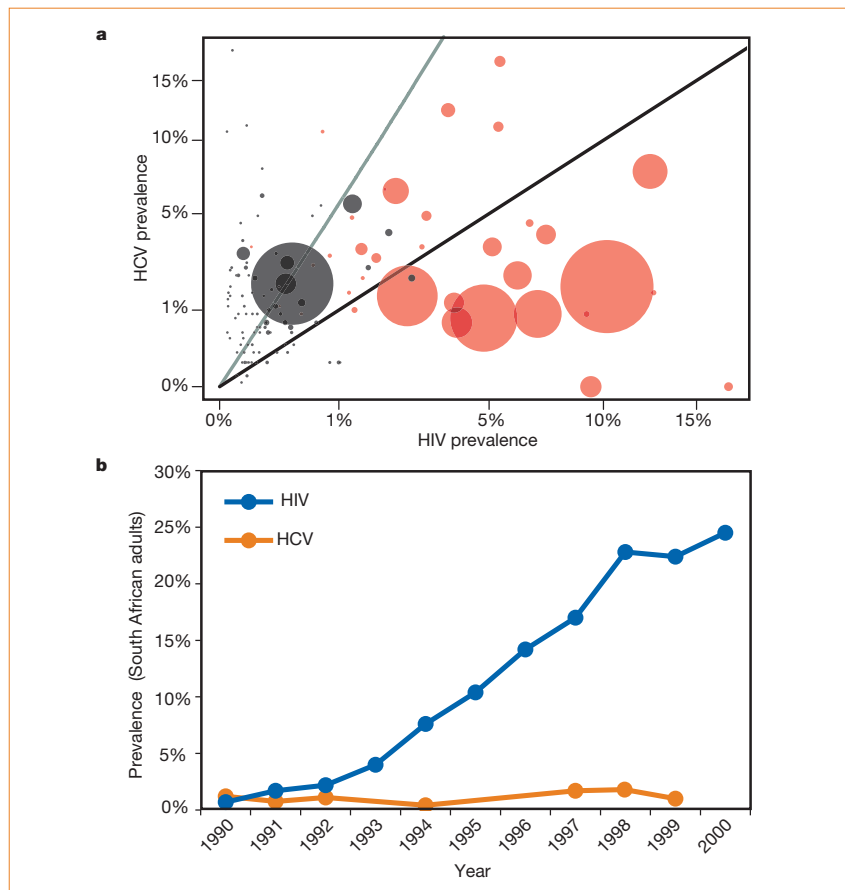 a
15%
10%
5%
1%
0%
HCV prevalence
0% 1% 5% 10% 15%
HIV prevalence
b
30%
25%
20%
15%
10%
5%
0%
Prevalence (South African adults)
HIV
HCV
1990 1991 1992 1993 1994 1995 1996 1997 1998 1999 2000
Year